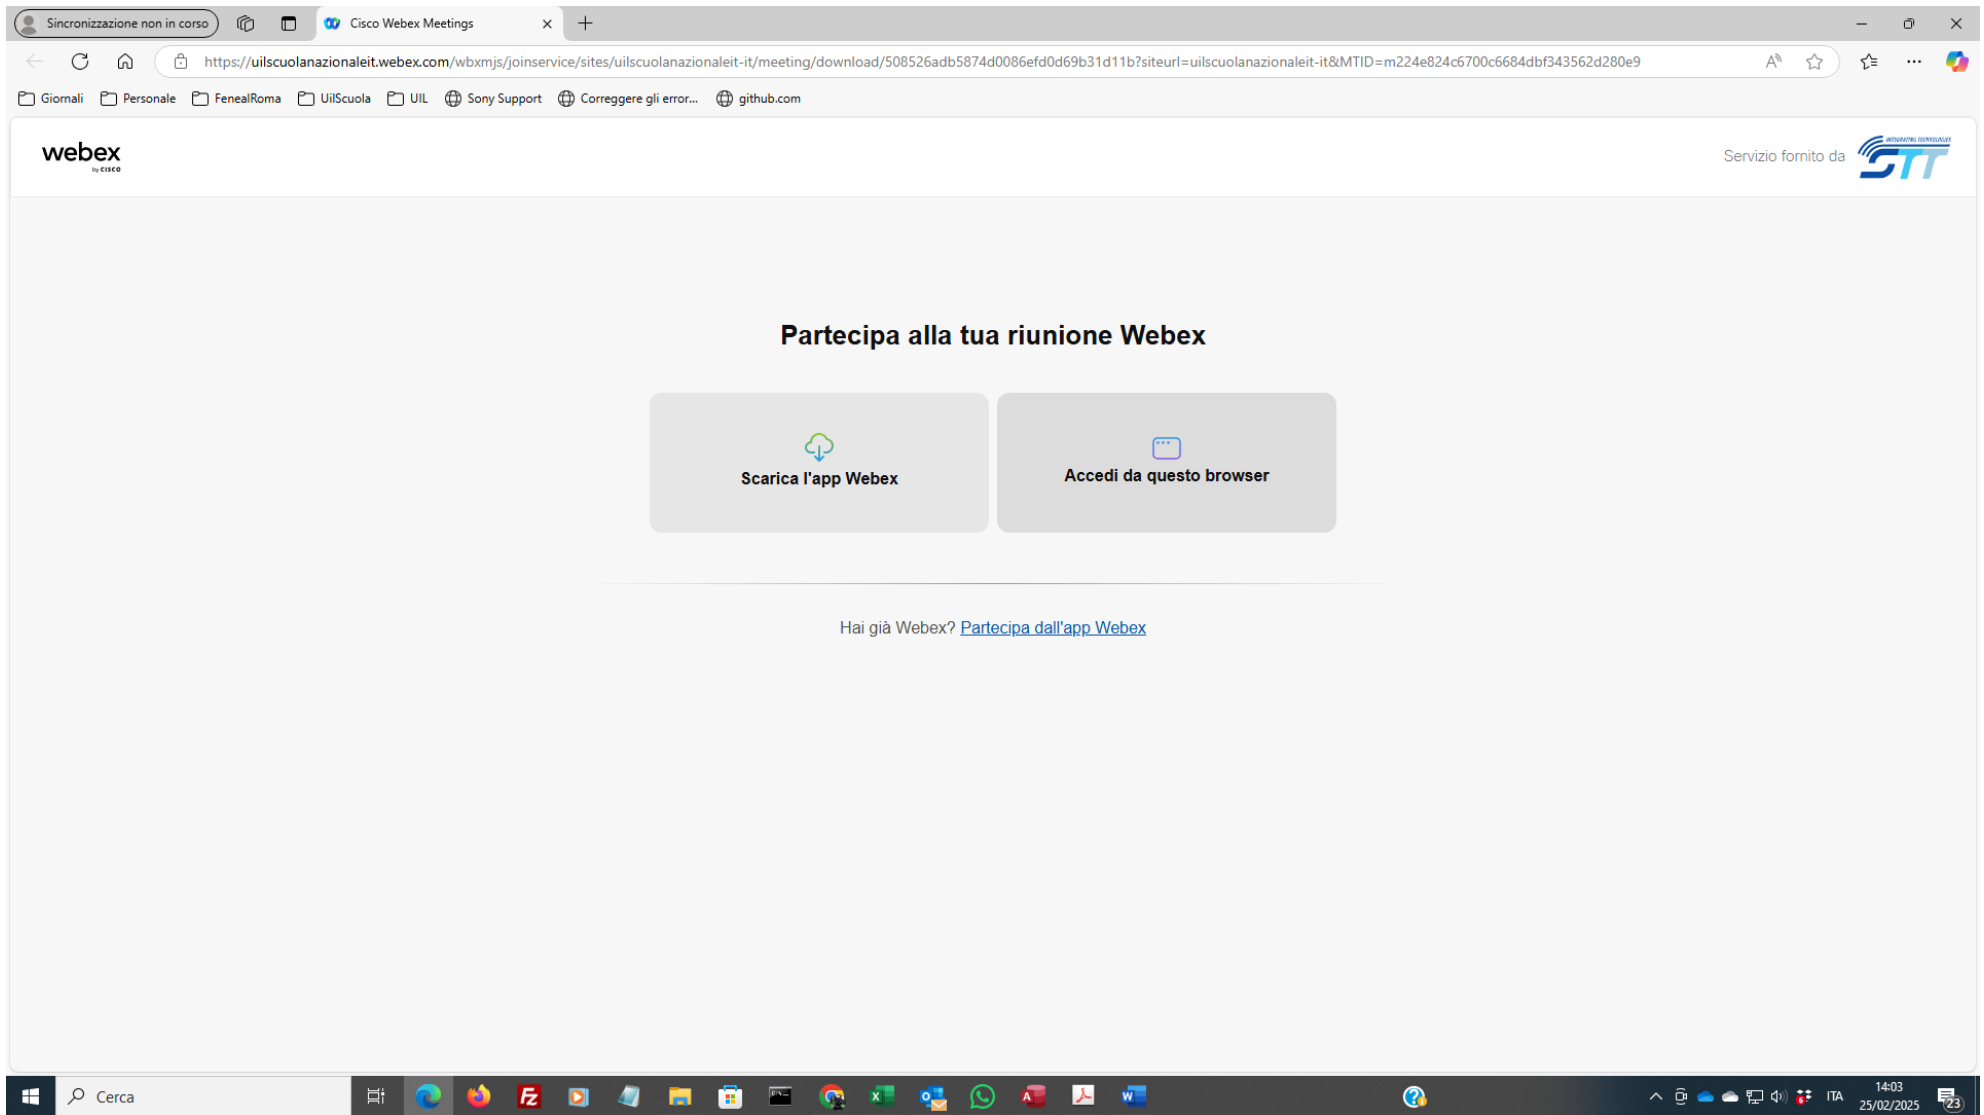 Sincronizzazione non in corso
Cisco Webex Meetings
https://uilscuolanazionaleit.webex.com/wbxmjs/joinservice/sites/uilscuolanazionaleit-it/meeting/download/508526adb5874d0086efd0d69b31d11b?siteurl=uilscuolanazionaleit-it&MTID=m224e824c6700c6684dbf343562d280e9
Giornali Personale FenealRoma UilScuola UIL Sony Support Correggere gli error... github.com
webex
by CISCO
Servizio fornito da
INTEGRATING TECHNOLOGIES
STT
Partecipa alla tua riunione Webex
Scarica l'app Webex
Accedi da questo browser
Hai già Webex? Partecipa dall'app Webex
Cerca
ITA
14:03
25/02/2025
23